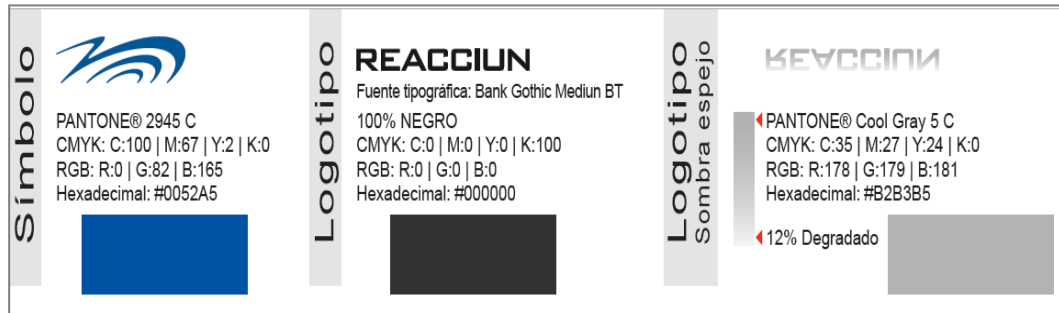 Símbolo
PANTONE® 2945 C
CMYK: C:100 | M:67 | Y:2 | K:0
RGB: R:0 | G:82 | B:165
Hexadecimal: #0052A5
Logotipo
REACCIUN
Fuente tipográfica: Bank Gothic Mediun BT
100% NEGRO
CMYK: C:0 | M:0 | Y:0 | K:100
RGB: R:0 | G:0 | B:0
Hexadecimal: #000000
Logotipo
Sombra espejo
REACCIUN
PANTONE® Cool Gray 5 C
CMYK: C:35 | M:27 | Y:24 | K:0
RGB: R:178 | G:179 | B:181
Hexadecimal: #B2B3B5
12% Degradado